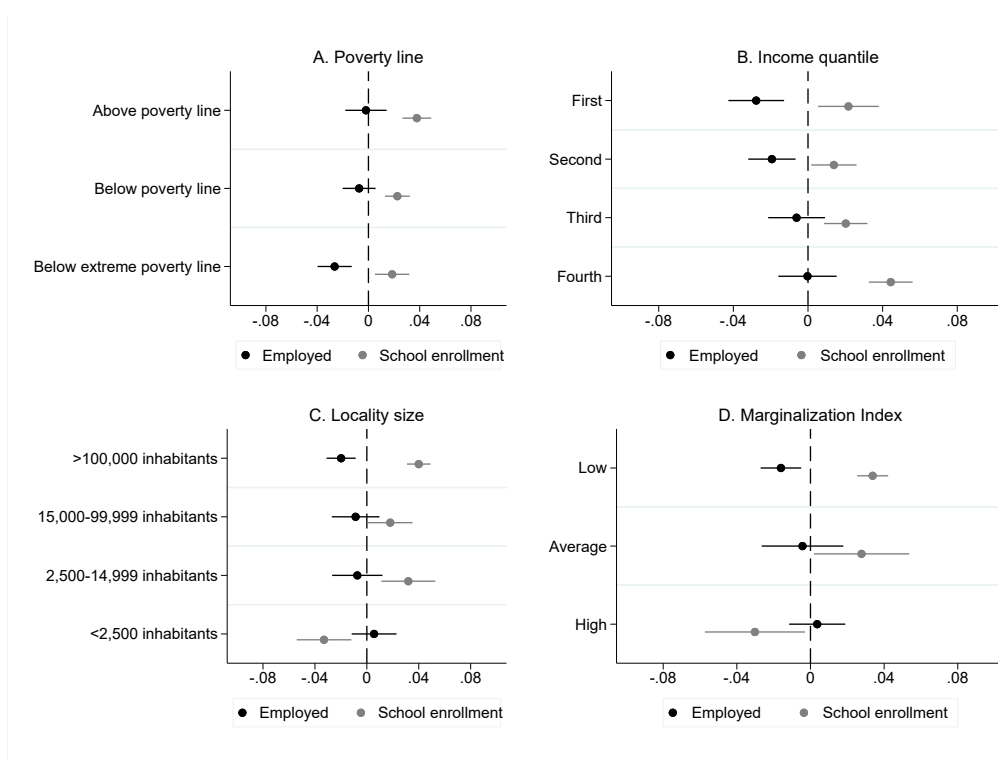 A. Poverty line
Above poverty line
Below poverty line
Below extreme poverty line
-.08 -.04 0 .04 .08
Employed School enrollment
B. Income quantile
First
Second
Third
Fourth
-.08 -.04 0 .04 .08
Employed School enrollment
C. Locality size
>100,000 inhabitants
15,000-99,999 inhabitants
2,500-14,999 inhabitants
<2,500 inhabitants
-.08 -.04 0 .04 .08
Employed School enrollment
D. Marginalization Index
Low
Average
High
-.08 -.04 0 .04 .08
Employed School enrollment